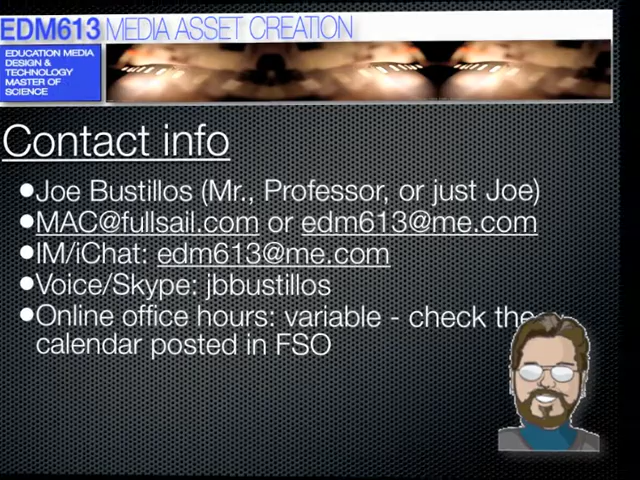 EDM613 MEDIA ASSET CREATION
EDUCATION MEDIA
DESIGN &
TECHNOLOGY
MASTER OF
SCIENCE
Contact info
•Joe Bustillos (Mr., Professor, or just Joe)
•MAC@fullsail.com or edm613@me.com
•IM/iChat: edm613@me.com
•Voice/Skype: jbbustillos
•Online office hours: variable - check the
calendar posted in FSO